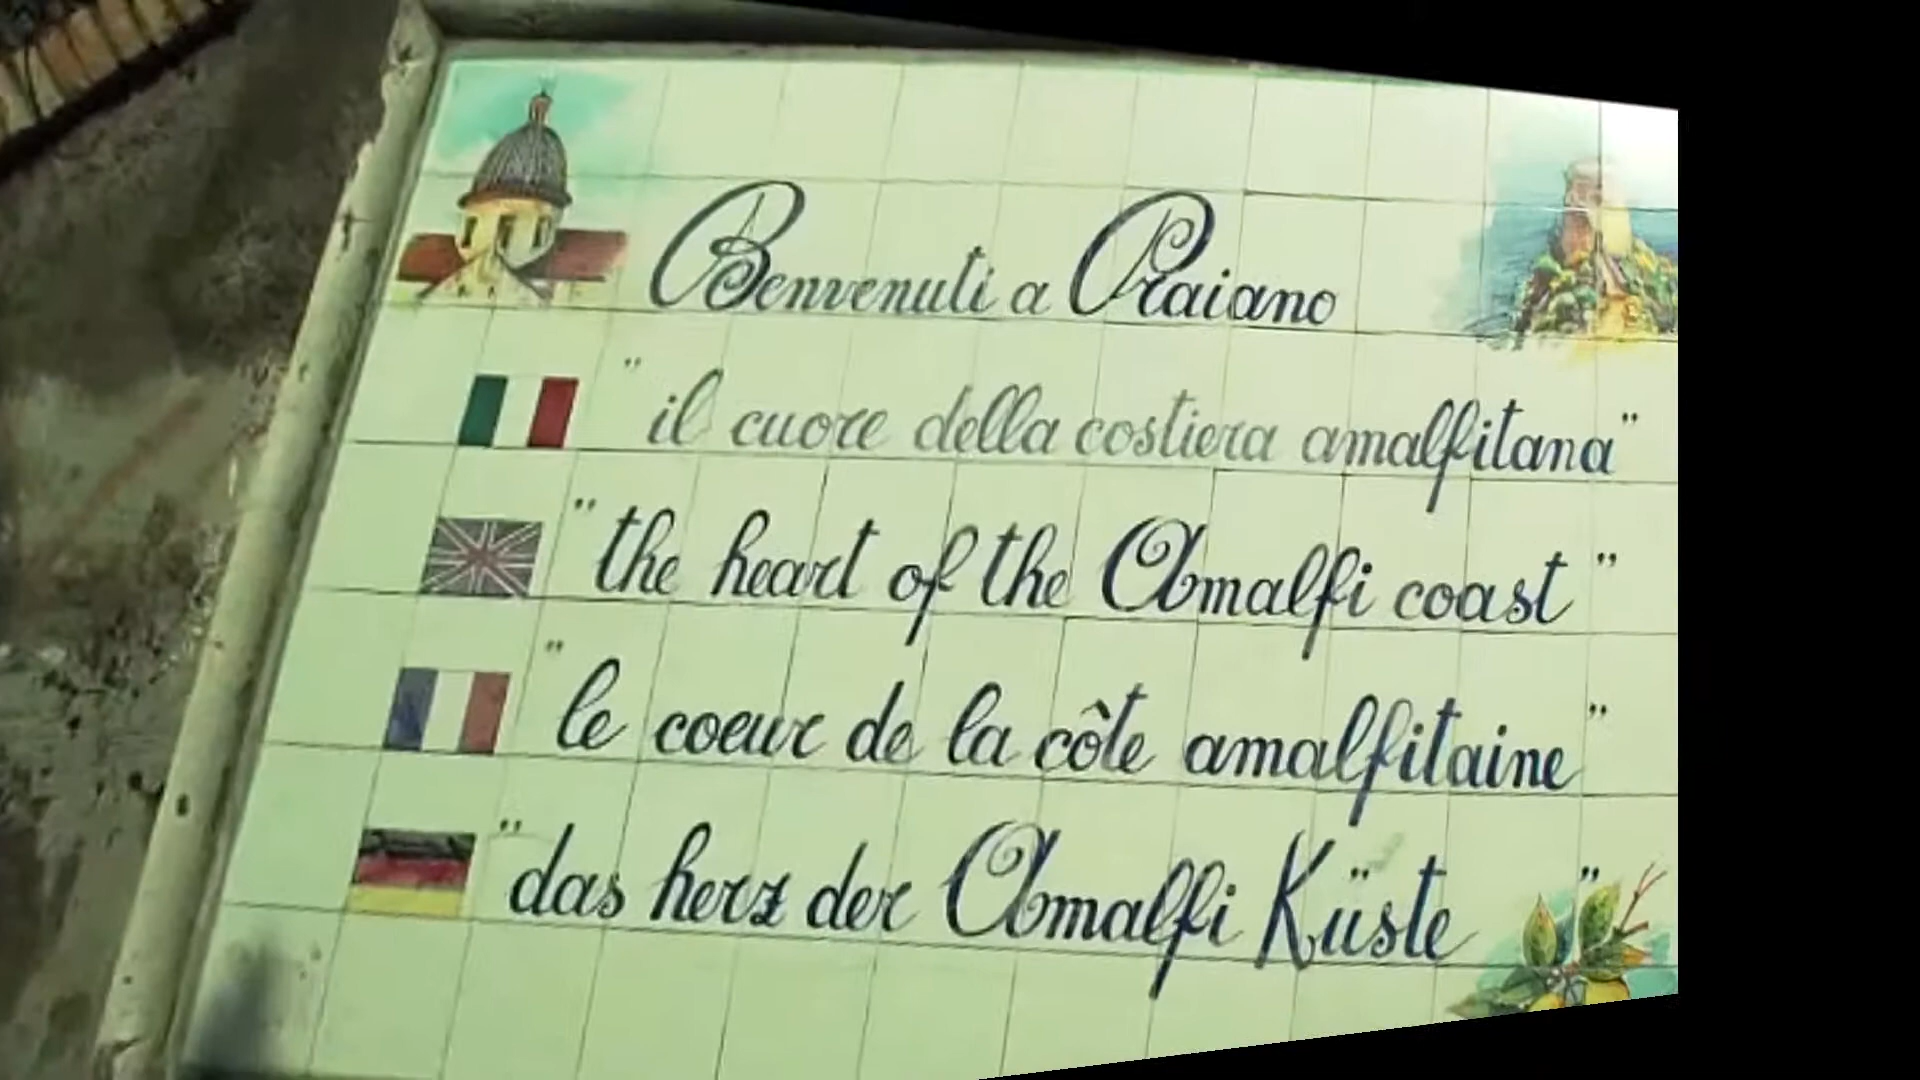 Benvenuti a Praiano
"il cuore della costiera amalfitana"
"the heart of the Amalfi coast"
"le coeur de la côte amalfitaine"
"das herz der Amalfi Küste"